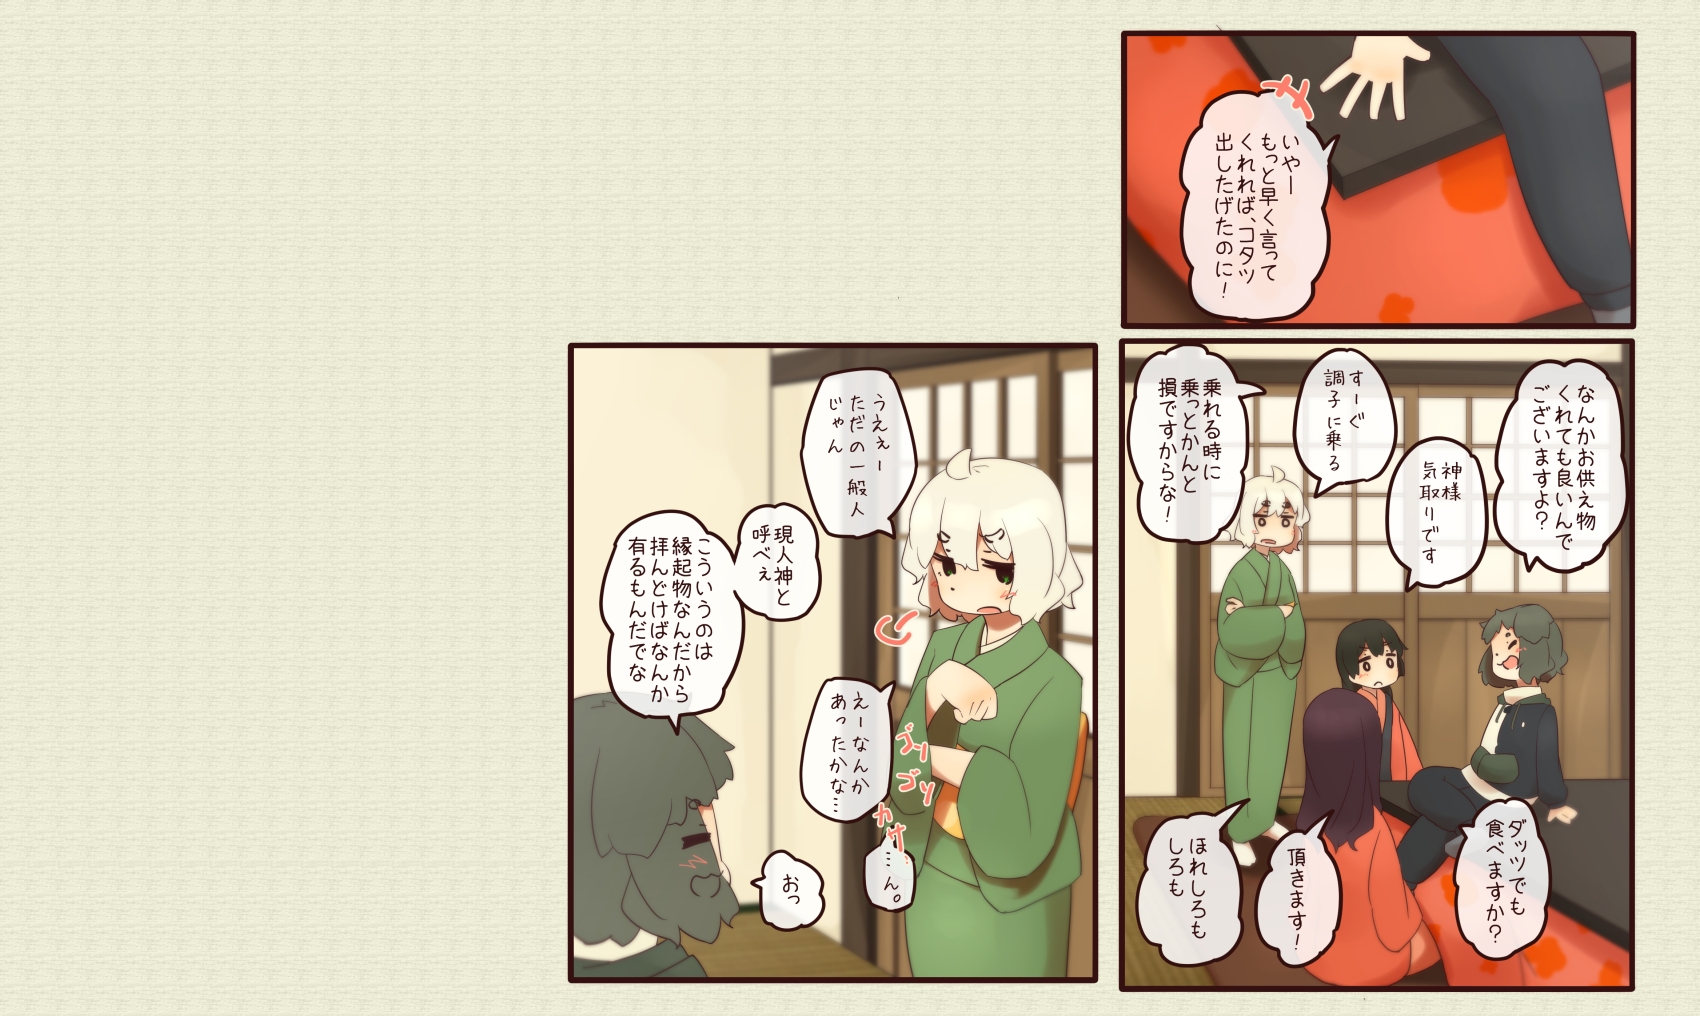 いやー
もっと早く言って
くれれば、コタツ
出したげたのに！
なんかお供え物
くれても良いんで
ございますよ？
神様
気取りです
すーぐ
調子に乗る
乗れる時に
乗っとかんと
損ですからな！
ダッツでも
食べますか？
頂きます！
ほれしろも
しろも
うえぇー
ただの一般人
じゃん
現人神と
呼べぇ
こういうのは
縁起物なんだから
拝んどけばなんか
有るもんだでな
えーなんか
あったかな…
ゴソ
ゴソ
カサ
…ん。
おっ